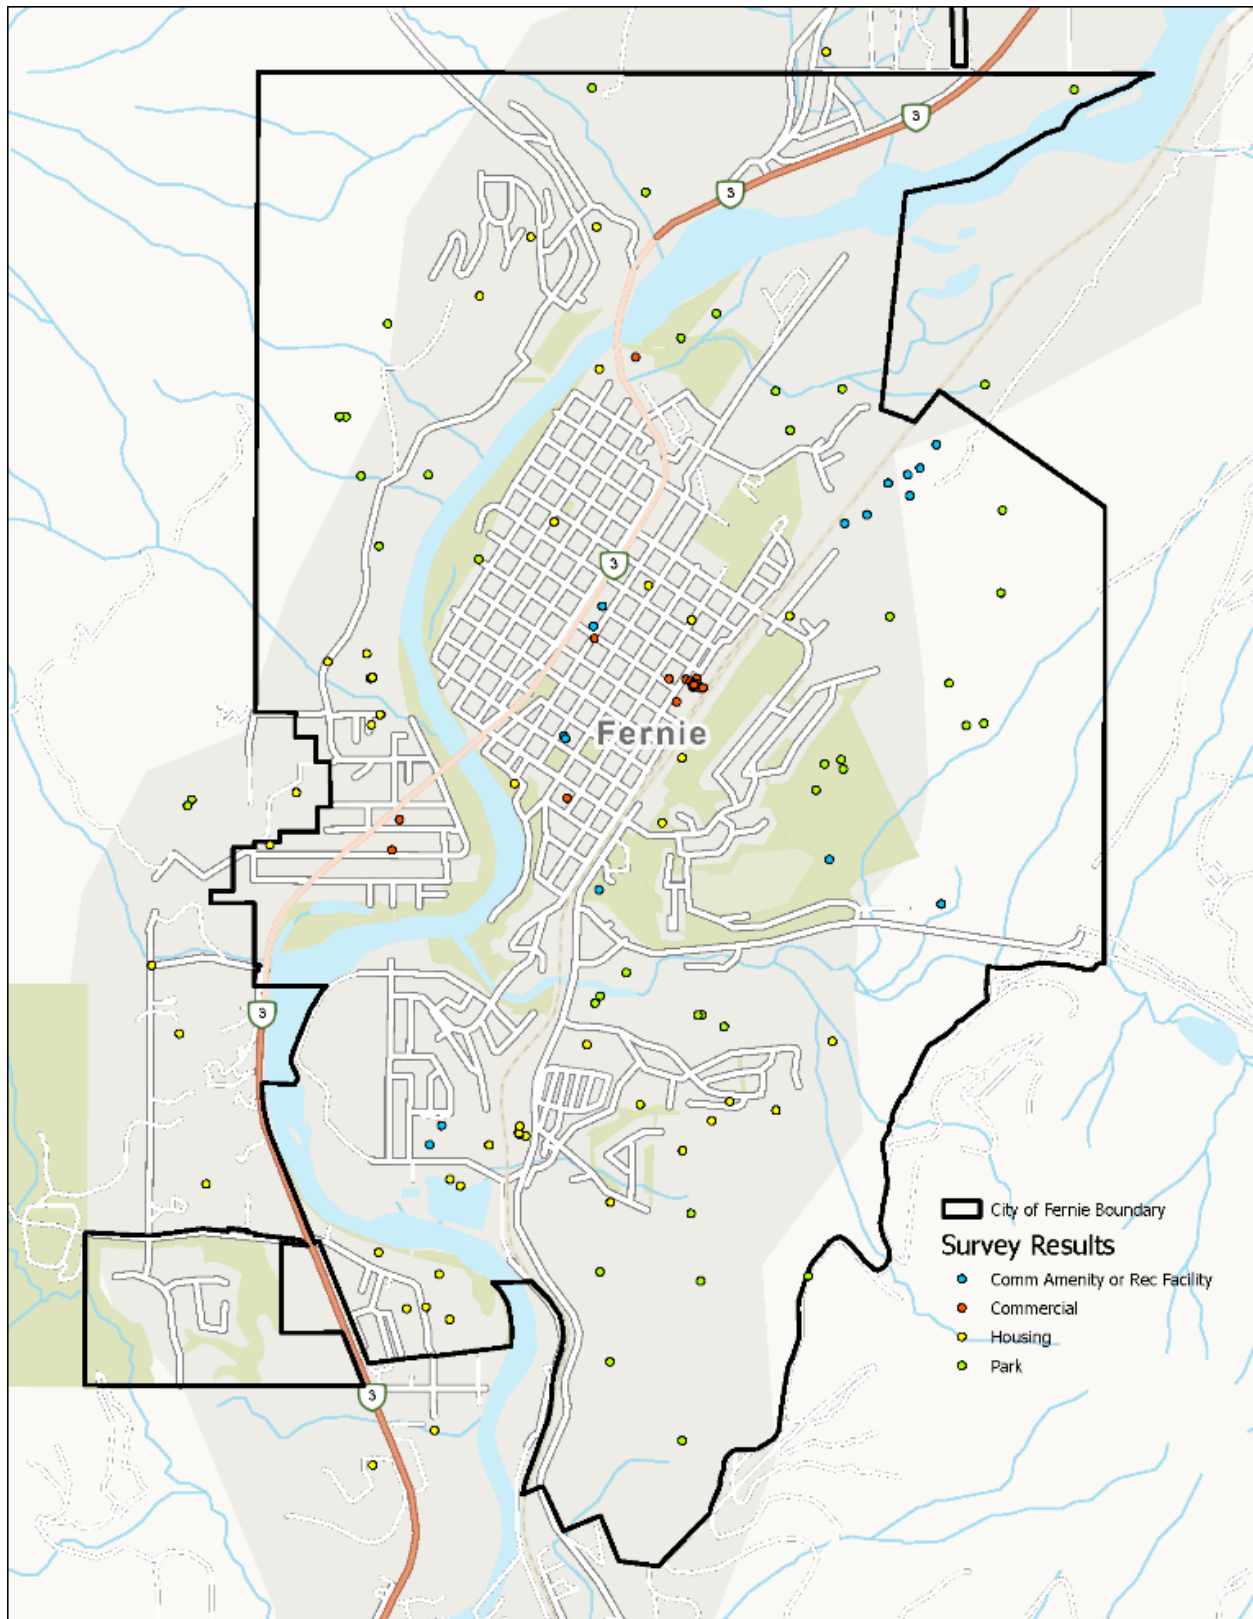 3
3
3
Fernie
3
City of Fernie Boundary
Survey Results
Comm Amenity or Rec Facility
Commercial
Housing
Park
3